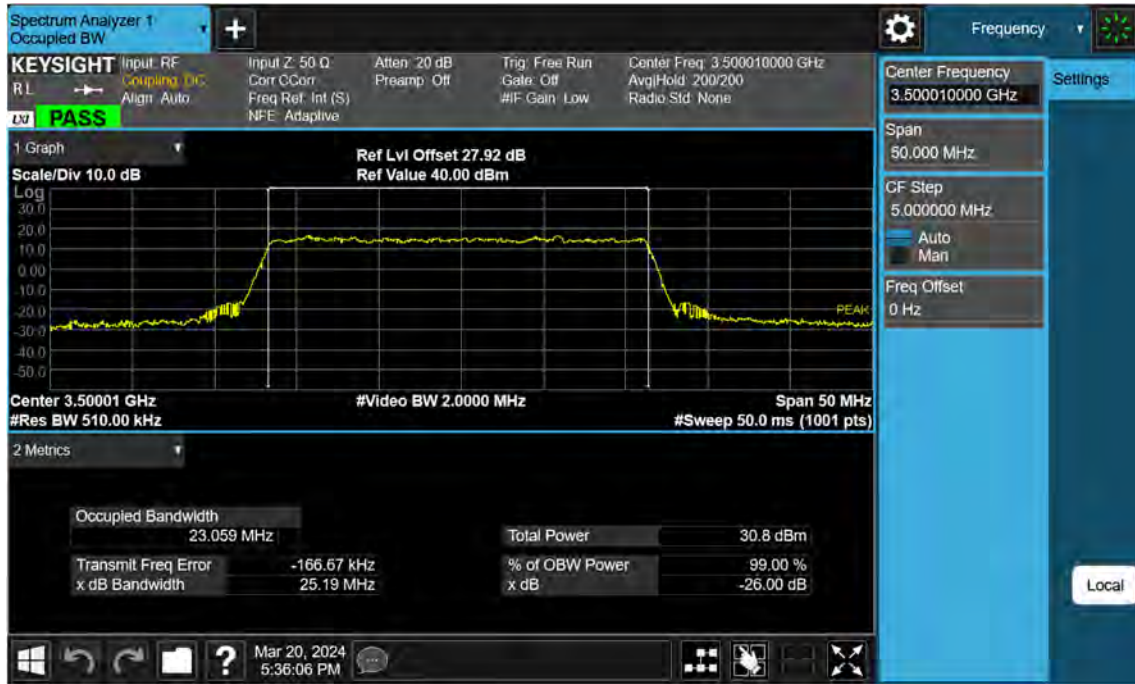 Spectrum Analyzer 1
Occupied BW
+
Frequency
KEYSIGHT Input: RF Input Z: 50 Ω Atten: 20 dB Trig: Free Run Center Freq: 3.500010000 GHz
RL Coupling: DC Corr CCorr Preamp: Off Gate: Off Avg|Hold: 200/200
Align: Auto Freq Ref: Int (S) #IF Gain: Low Radio Std: None
LXI PASS NFE: Adaptive
1 Graph
Ref Lvl Offset 27.92 dB
Scale/Div 10.0 dB Ref Value 40.00 dBm
Log
30.0
20.0
10.0
0.00
-10.0
-20.0
PEAK
-30.0
-40.0
-50.0
Center 3.50001 GHz #Video BW 2.0000 MHz Span 50 MHz
#Res BW 510.00 kHz #Sweep 50.0 ms (1001 pts)
2 Metrics
Occupied Bandwidth
23.059 MHz
Total Power 30.8 dBm
Transmit Freq Error -166.67 kHz % of OBW Power 99.00 %
x dB Bandwidth 25.19 MHz x dB -26.00 dB
Center Frequency
3.500010000 GHz
Settings
Span
50.000 MHz
CF Step
5.000000 MHz
Auto
Man
Freq Offset
0 Hz
Local
? Mar 20, 2024
5:36:06 PM